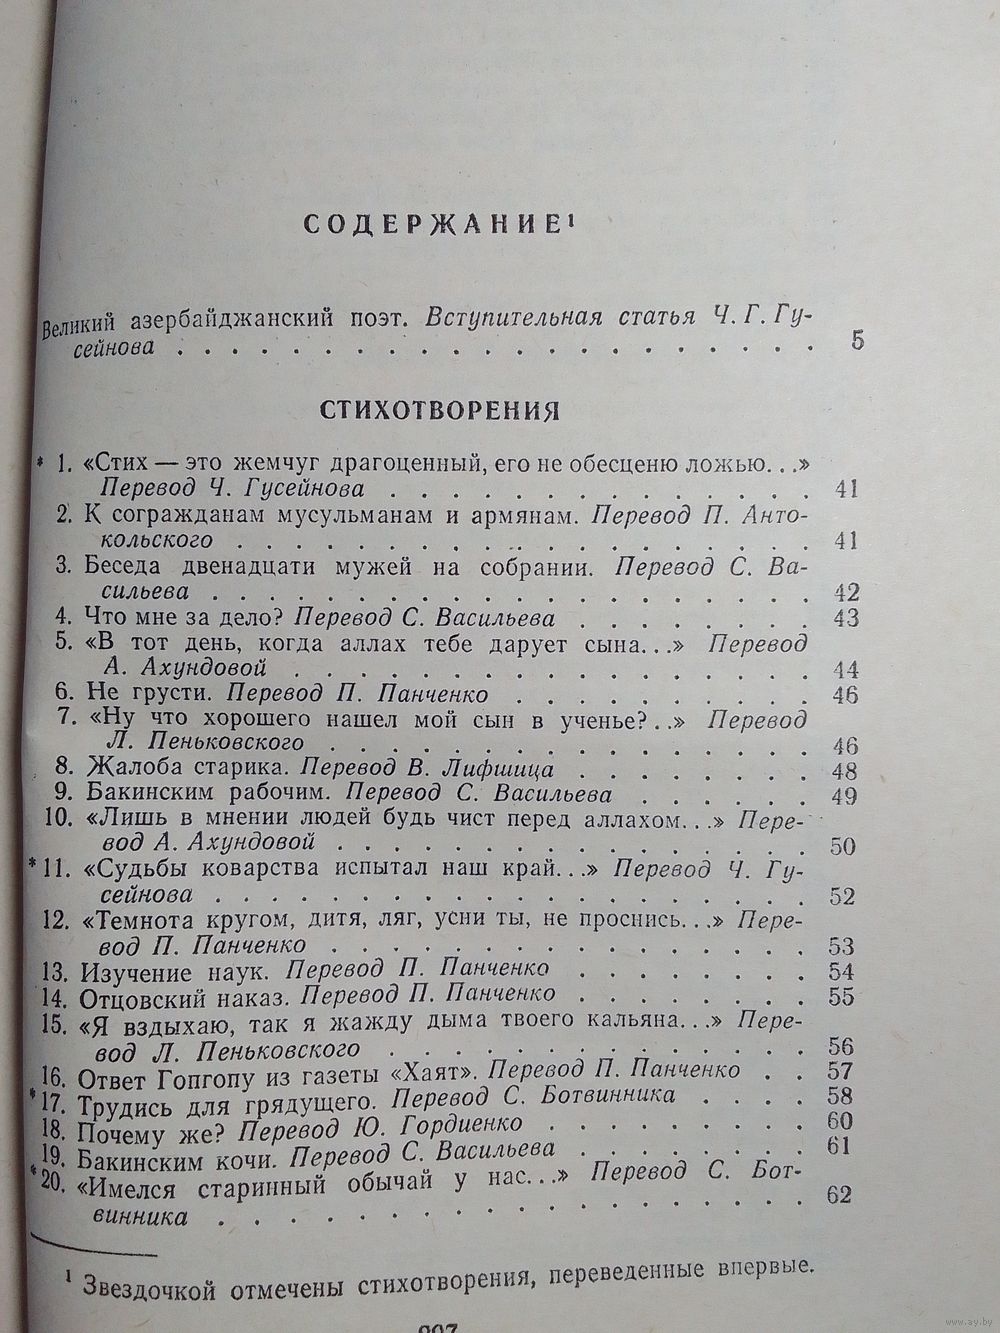 СОДЕРЖАНИЕ¹
Великий азербайджанский поэт. Вступительная статья Ч. Г. Гу-
сейнова . . . . . . . . . . . . . . . . . . . . 5
СТИХОТВОРЕНИЯ
* 1. «Стих — это жемчуг драгоценный, его не обесценю ложью. . .»
Перевод Ч. Гусейнова . . . . . . . . . . . . . . 41
2. К согражданам мусульманам и армянам. Перевод П. Анто-
кольского . . . . . . . . . . . . . . . . . . . 41
3. Беседа двенадцати мужей на собрании. Перевод С. Ва-
сильева . . . . . . . . . . . . . . . . . . . . 42
4. Что мне за дело? Перевод С. Васильева . . . . . . . . 43
5. «В тот день, когда аллах тебе дарует сына. . .» Перевод
А. Ахундовой . . . . . . . . . . . . . . . . . 44
6. Не грусти. Перевод П. Панченко . . . . . . . . . . 46
7. «Ну что хорошего нашел мой сын в ученье? . .» Перевод
Л. Пеньковского . . . . . . . . . . . . . . . . 46
8. Жалоба старика. Перевод В. Лифшица . . . . . . . . 48
9. Бакинским рабочим. Перевод С. Васильева . . . . . . 49
10. «Лишь в мнении людей будь чист перед аллахом. . .» Пере-
вод А. Ахундовой . . . . . . . . . . . . . . . . 50
* 11. «Судьбы коварства испытал наш край. . .» Перевод Ч. Гу-
сейнова . . . . . . . . . . . . . . . . . . . . 52
12. «Темнота кругом, дитя, ляг, усни ты, не проснись. . .» Пере-
вод П. Панченко . . . . . . . . . . . . . . . . 53
13. Изучение наук. Перевод П. Панченко . . . . . . . . 54
14. Отцовский наказ. Перевод П. Панченко . . . . . . . . 55
15. «Я вздыхаю, так я жажду дыма твоего кальяна. . .» Пере-
вод Л. Пеньковского . . . . . . . . . . . . . . 56
16. Ответ Гопгопу из газеты «Хаят». Перевод П. Панченко . . 57
* 17. Трудись для грядущего. Перевод С. Ботвинника . . . . 58
18. Почему же? Перевод Ю. Гордиенко . . . . . . . . . 60
19. Бакинским кочи. Перевод С. Васильева . . . . . . . . 61
* 20. «Имелся старинный обычай у нас. . .» Перевод С. Бот-
винника . . . . . . . . . . . . . . . . . . . . 62
¹ Звездочкой отмечены стихотворения, переведенные впервые.
www.ay.by